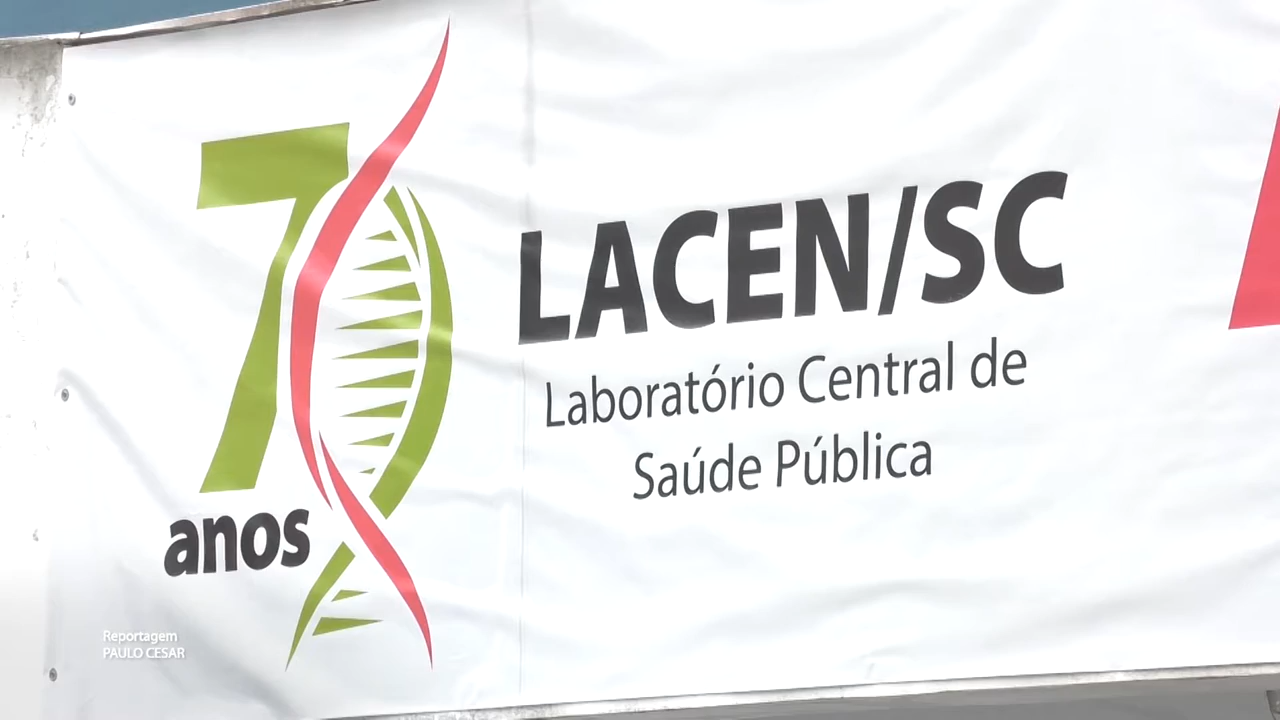 70
anos
LACEN/SC
Laboratório Central de
Saúde Pública
Reportagem
PAULO CESAR